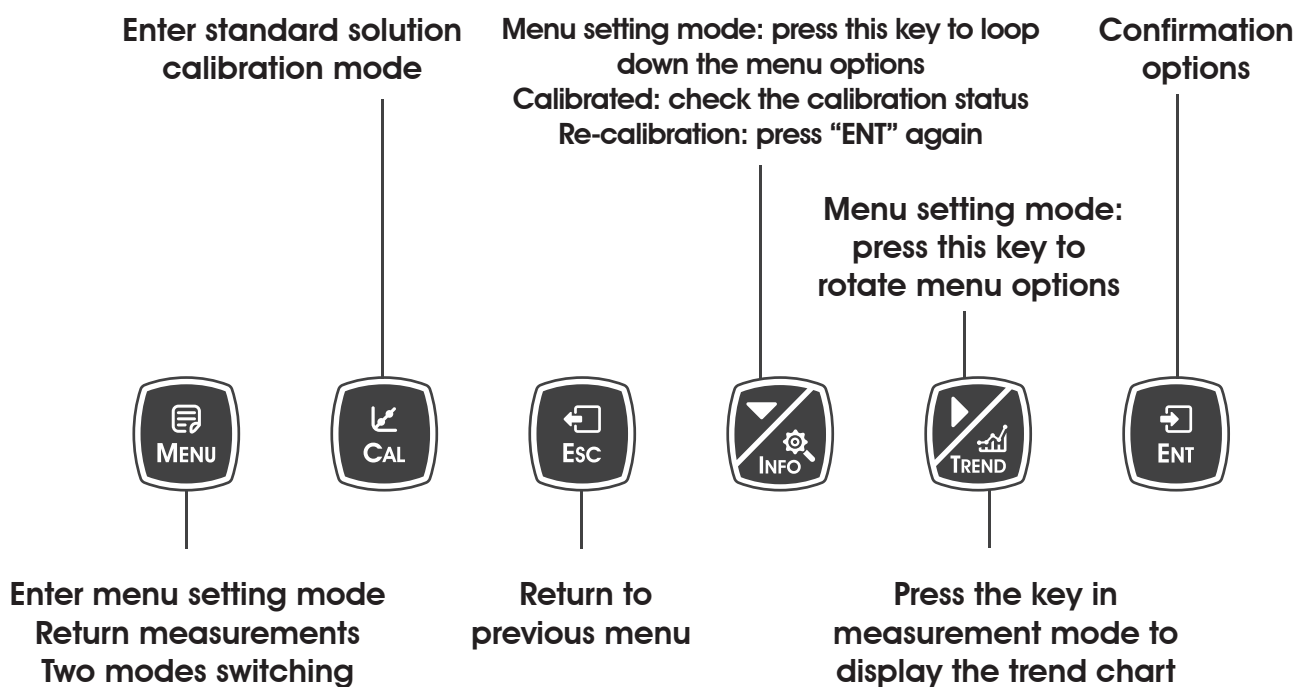 Enter standard solution
calibration mode
Menu setting mode: press this key to loop
down the menu options
Calibrated: check the calibration status
Re-calibration: press “ENT” again
Confirmation
options
Menu setting mode:
press this key to
rotate menu options
MENU
CAL
ESC
INFO
TREND
ENT
Enter menu setting mode
Return measurements
Two modes switching
Return to
previous menu
Press the key in
measurement mode to
display the trend chart